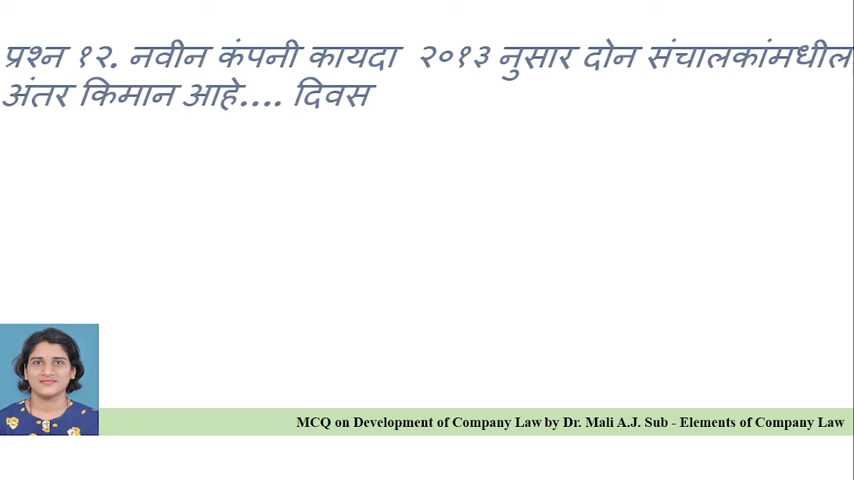 प्रश्न १२. नवीन कंपनी कायदा २०१३ नुसार दोन संचालकांमधील
अंतर किमान आहे.... दिवस
MCQ on Development of Company Law by Dr. Mali A.J. Sub - Elements of Company Law